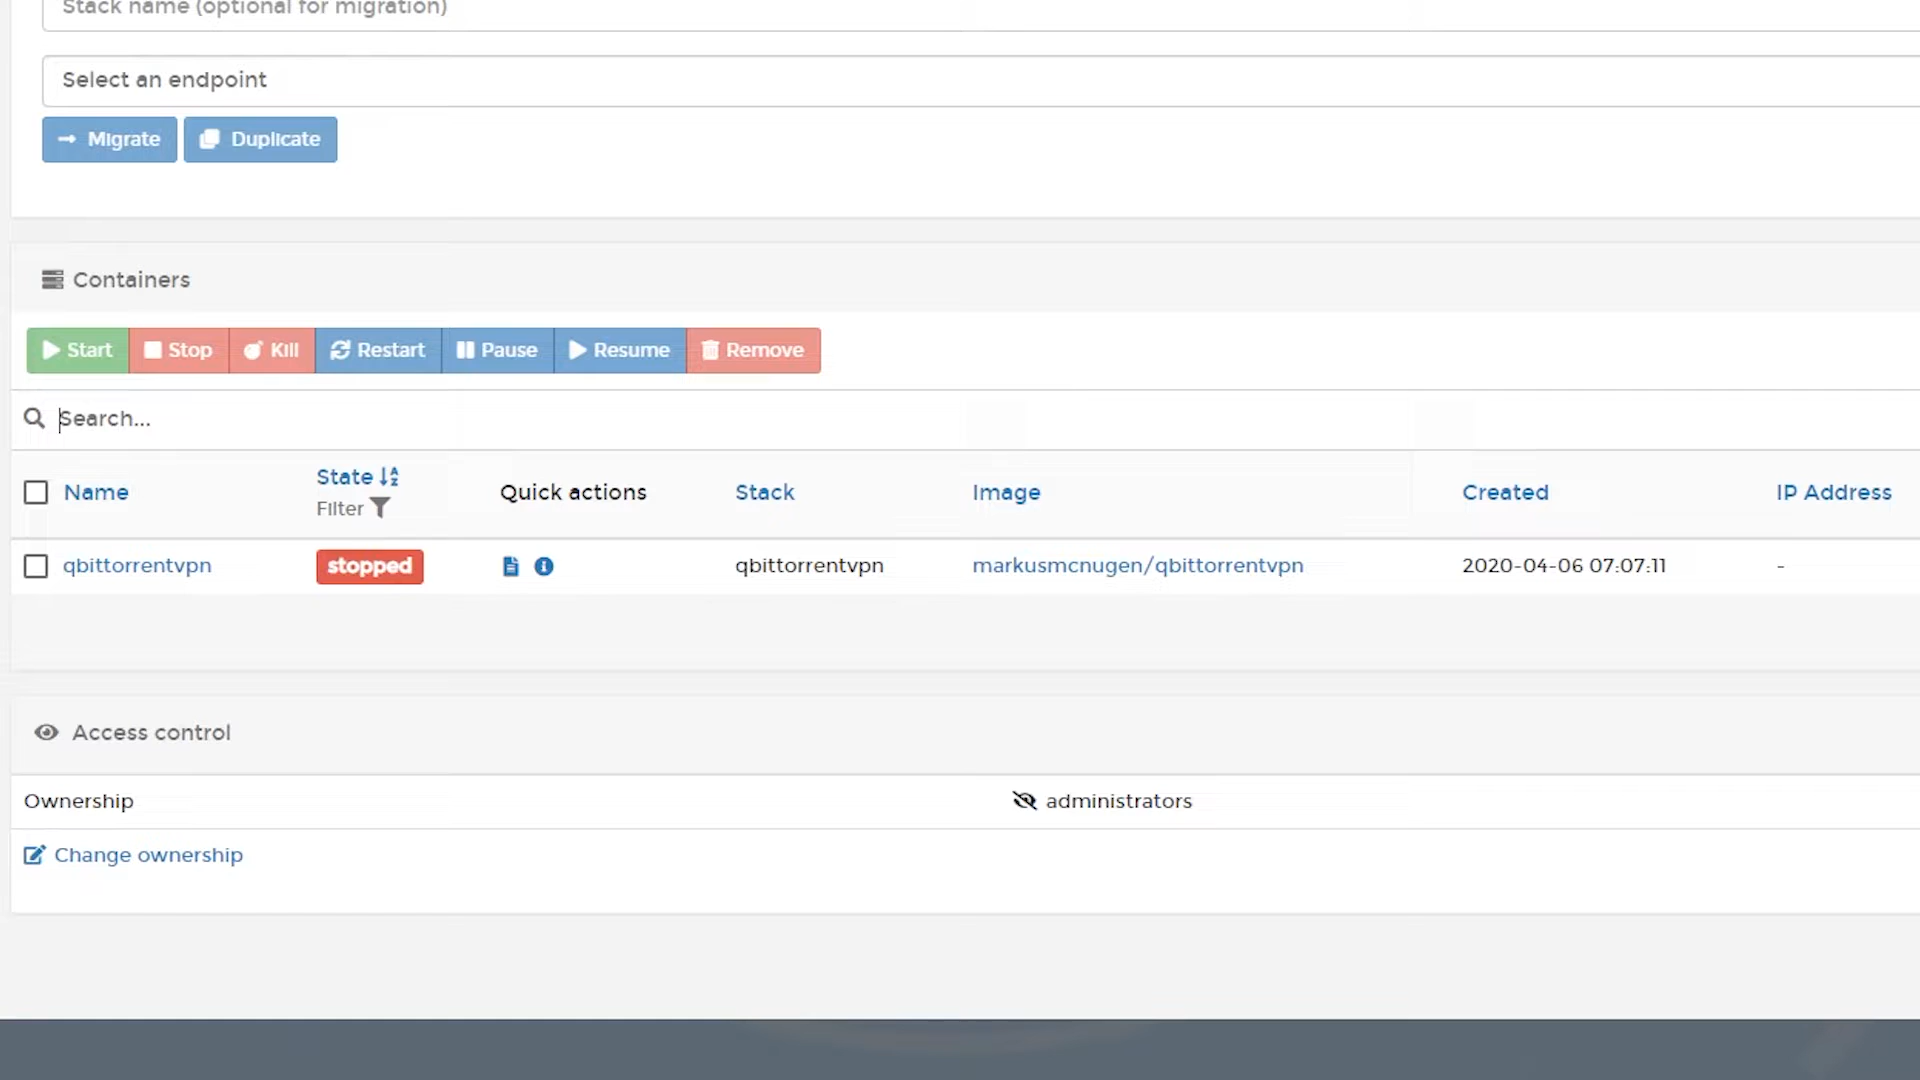 Stack name (optional for migration)
Select an endpoint
Migrate Duplicate
Containers
Start Stop Kill Restart Pause Resume Remove
Search...
Name State Filter Quick actions Stack Image Created IP Address
qbittorrentvpn stopped qbittorrentvpn markusmcnugen/qbittorrentvpn 2020-04-06 07:07:11 -
Access control
Ownership administrators
Change ownership